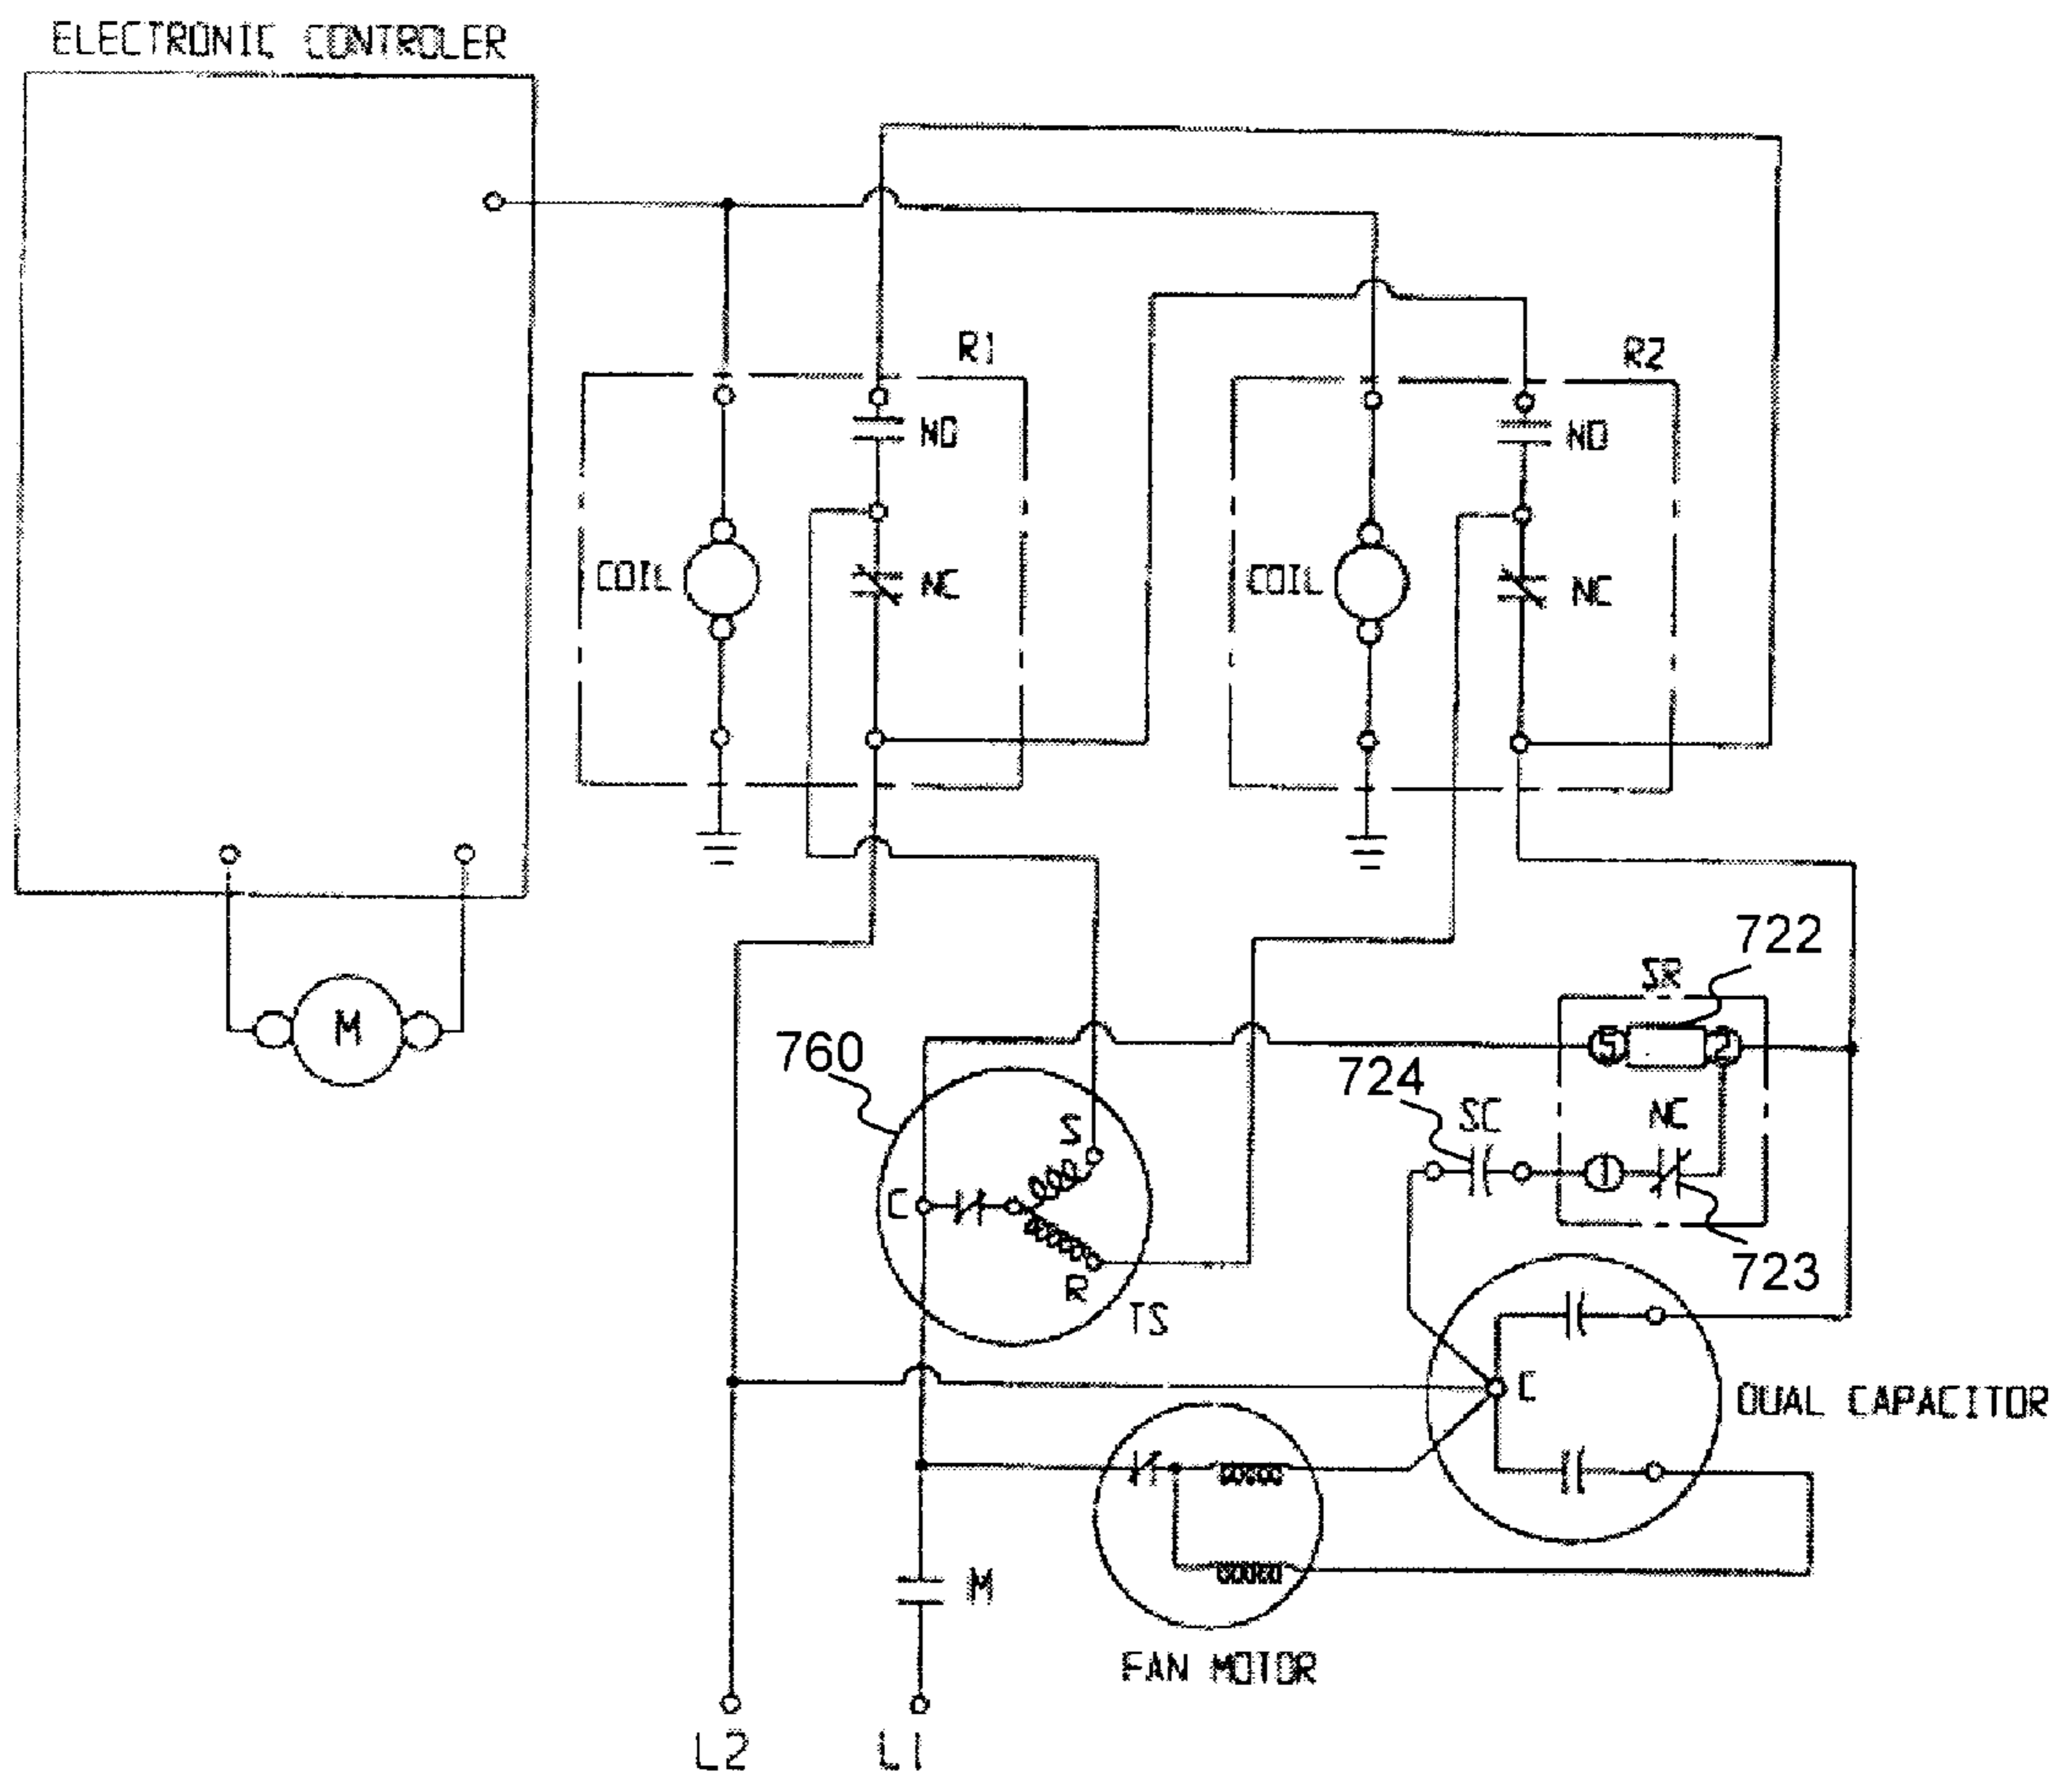 ELECTRONIC CONTROLER
R1
R2
NO
NO
COIL
NC
COIL
NC
722
SR
5
2
760
724
SC
NC
S
1
C
R
TS
723
C
DUAL CAPACITOR
M
M
FAN MOTOR
L2
L1